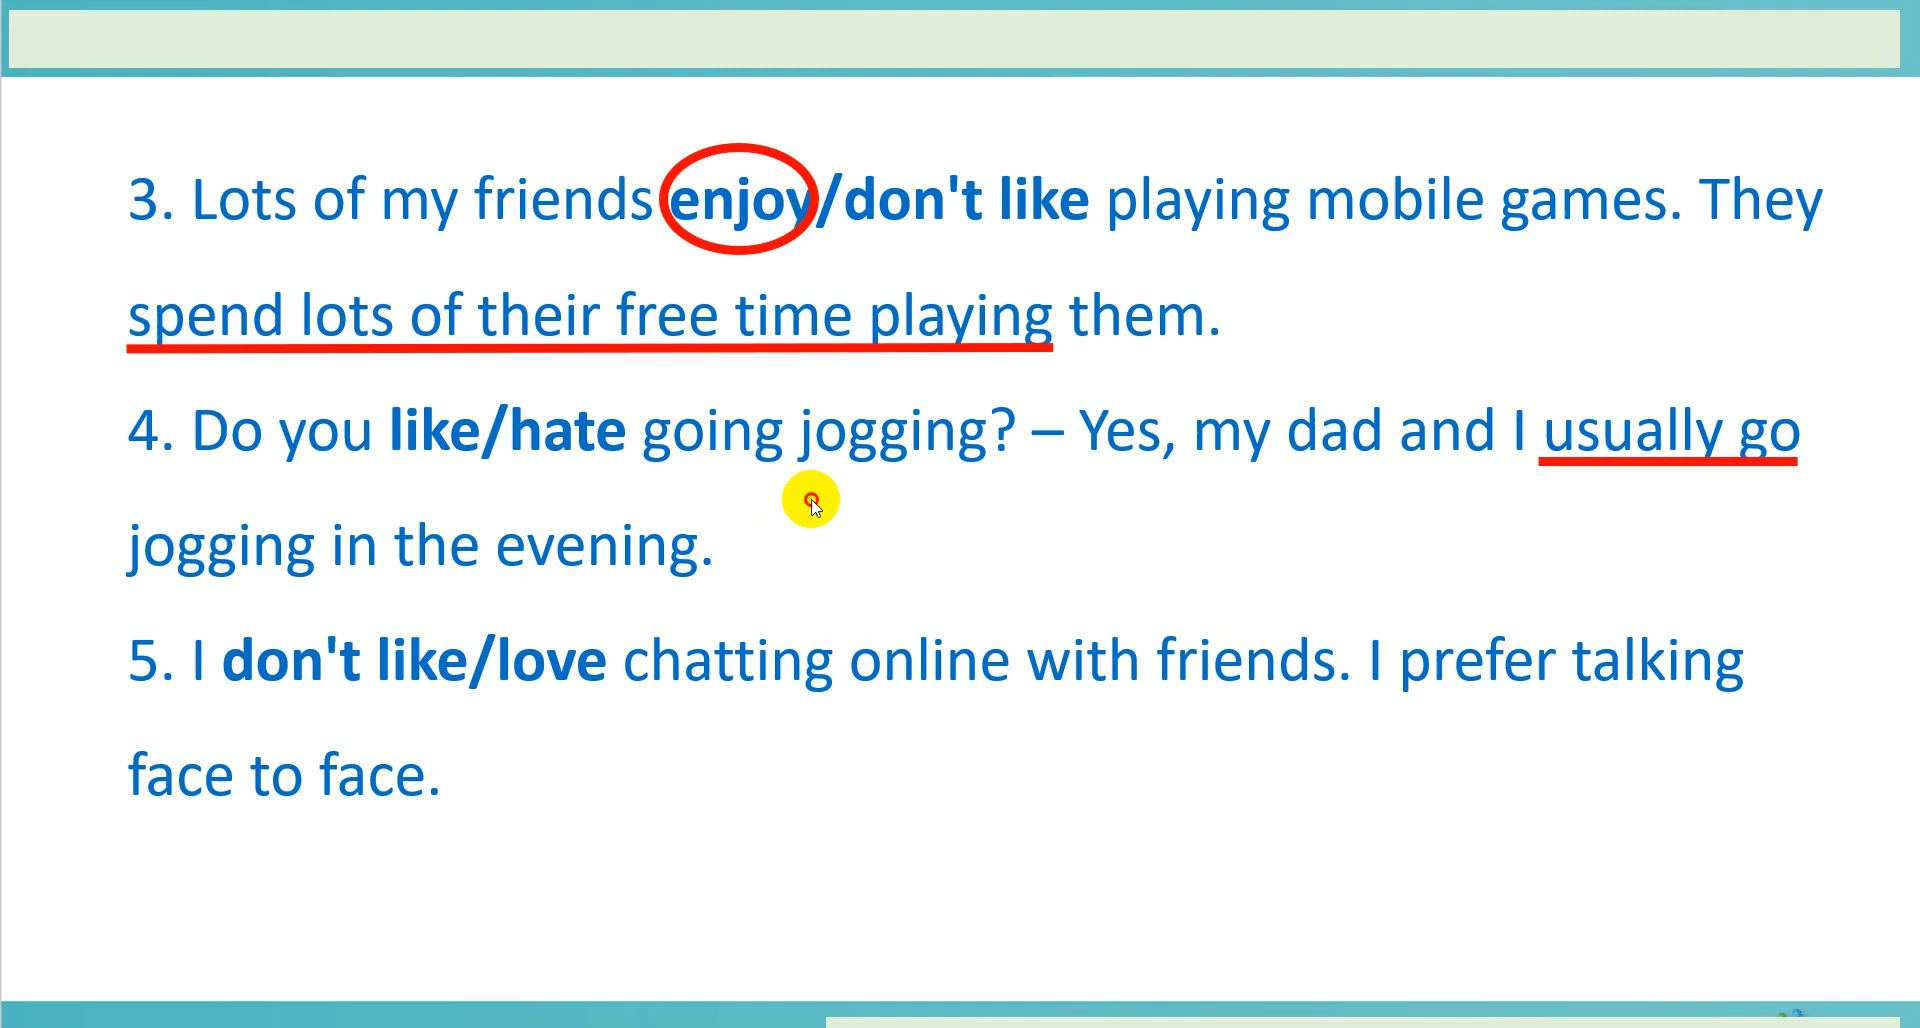 3. Lots of my friends enjoy/don't like playing mobile games. They
spend lots of their free time playing them.
4. Do you like/hate going jogging? – Yes, my dad and I usually go
jogging in the evening.
5. I don't like/love chatting online with friends. I prefer talking
face to face.